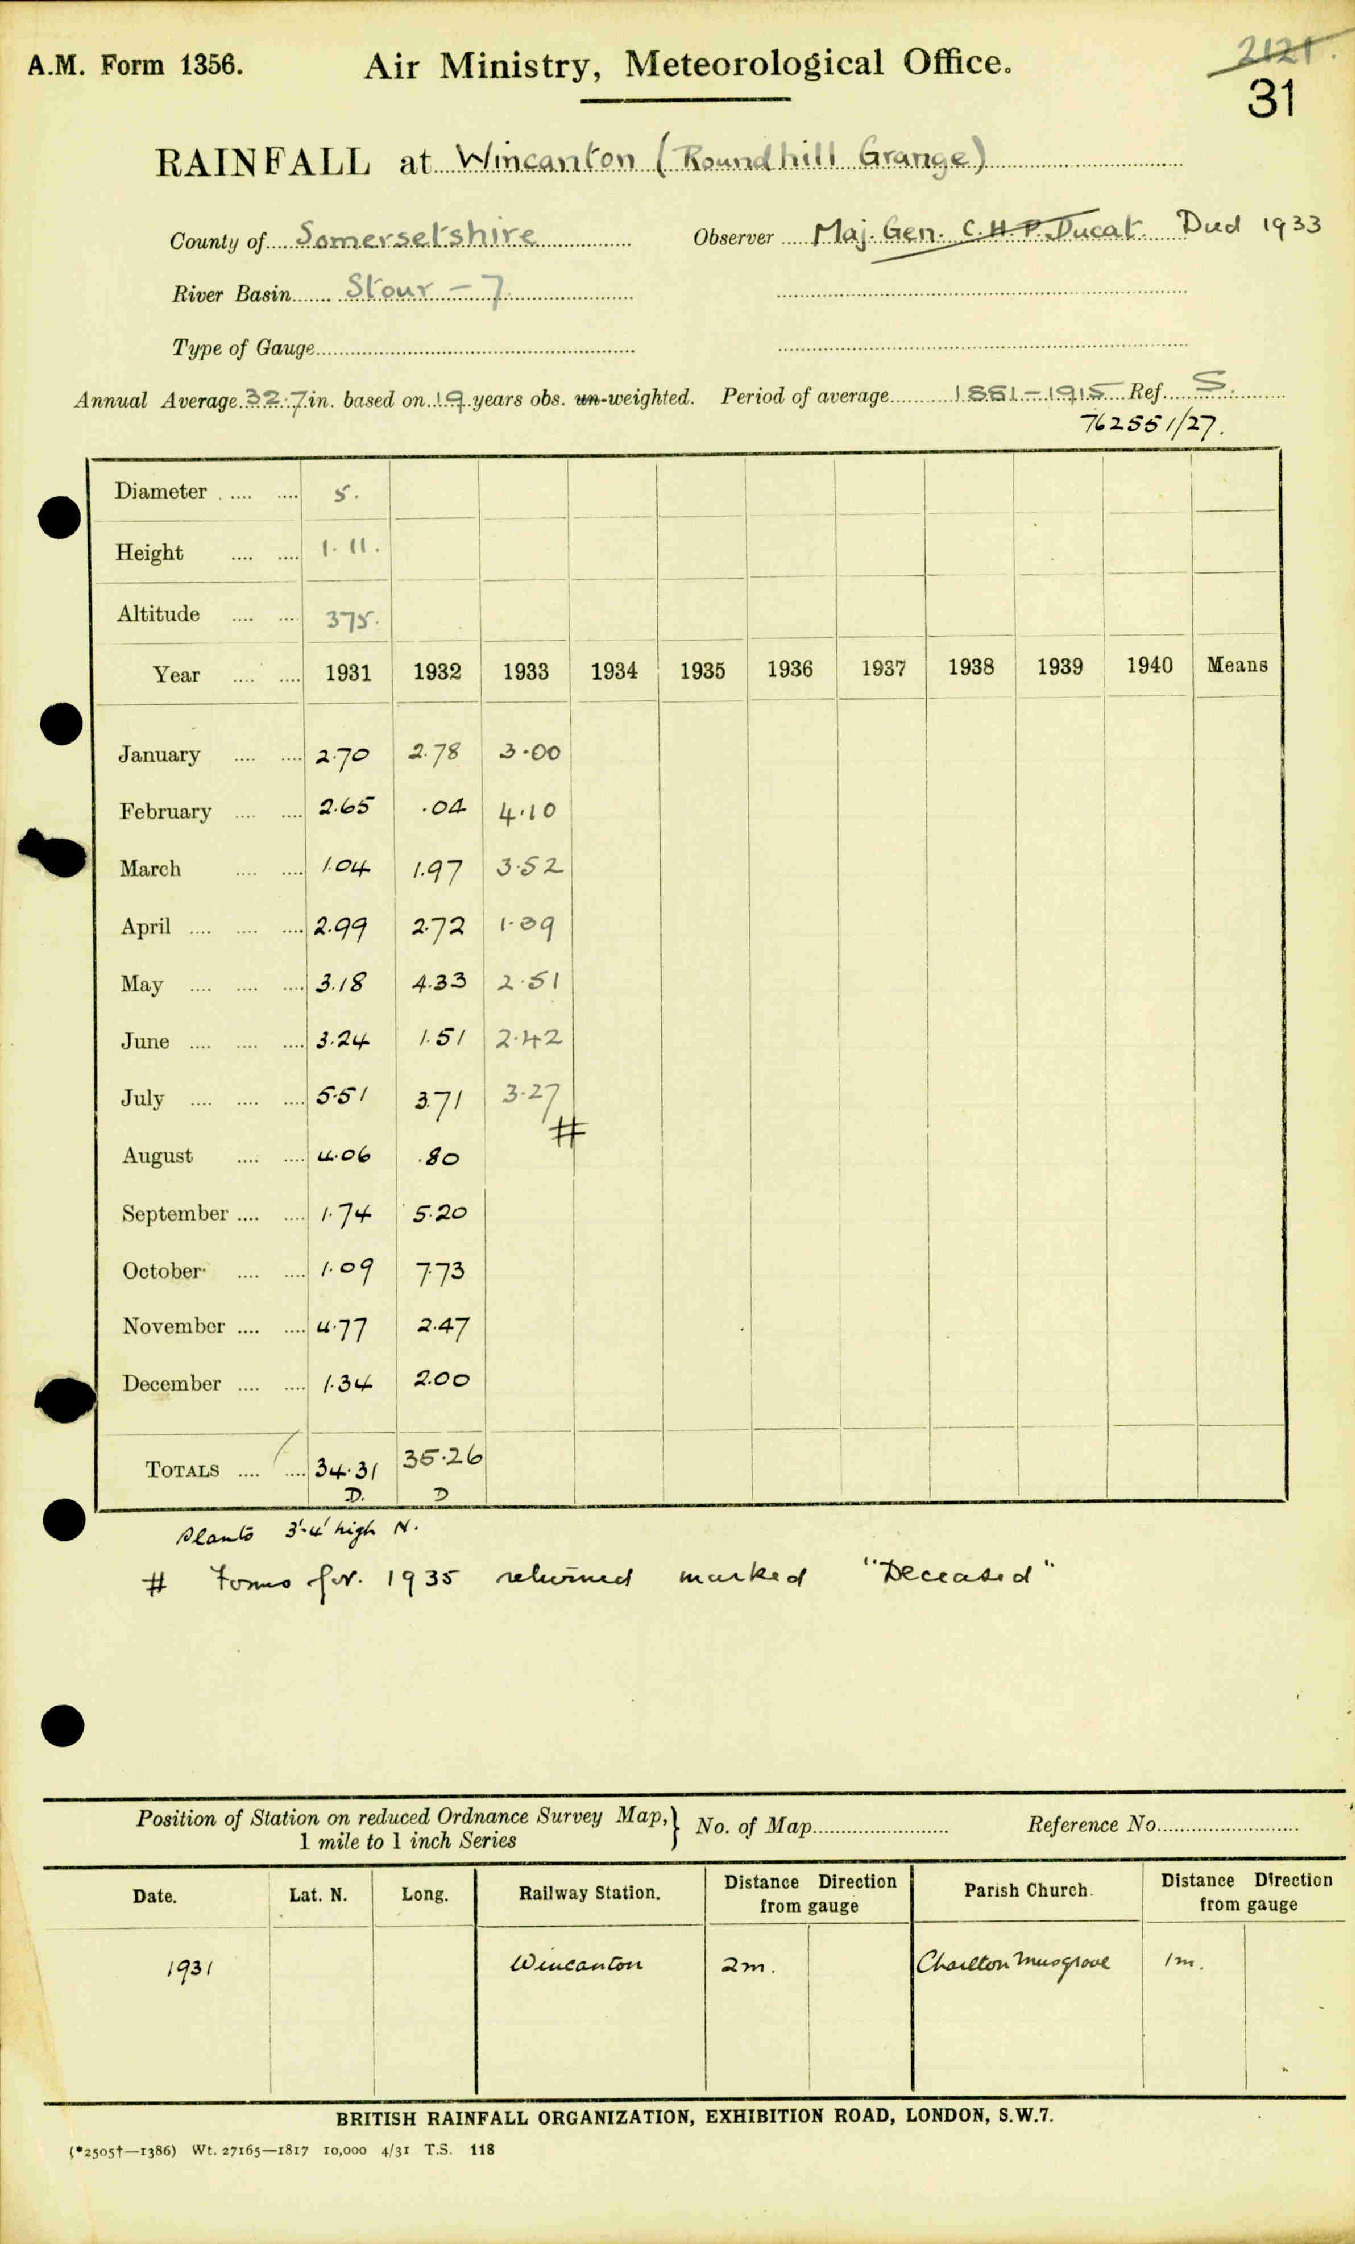 A.M. Form 1356. Air Ministry, Meteorological Office. 2121.
31
RAINFALL at Wincanton (Roundhill Grange)
County of Somersetshire Observer Maj. Gen. C.H.P. Ducat. Died 1933
River Basin Stour - 7
Type of Gauge
Annual Average 32.7 in. based on 19 years obs. un-weighted. Period of average 1881-1915 Ref. S.
762551/27.
Diameter 5.
Height 1.11.
Altitude 375.
Year 1931 1932 1933 1934 1935 1936 1937 1938 1939 1940 Means
January 2.70 2.78 3.00
February 2.65 .04 4.10
March 1.04 1.97 3.52
April 2.99 2.72 1.39
May 3.18 4.33 2.51
June 3.24 1.51 2.42
July 5.51 3.71 3.27
#
August 4.06 .80
September 1.74 5.20
October 1.09 7.73
November 4.77 2.47
December 1.34 2.00
TOTALS 34.31 35.26
D. D
Plants 3'-4' high N.
# Forms for 1935 returned marked "Deceased"
Position of Station on reduced Ordnance Survey Map, } No. of Map Reference No.
1 mile to 1 inch Series
Date. Lat. N. Long. Railway Station. Distance Direction from gauge Parish Church. Distance Direction from gauge
1931 Wincanton 2m. Charlton Musgrove 1m.
BRITISH RAINFALL ORGANIZATION, EXHIBITION ROAD, LONDON, S.W.7.
(*2505†—1386) Wt. 27165—1817 10,000 4/31 T.S. 118